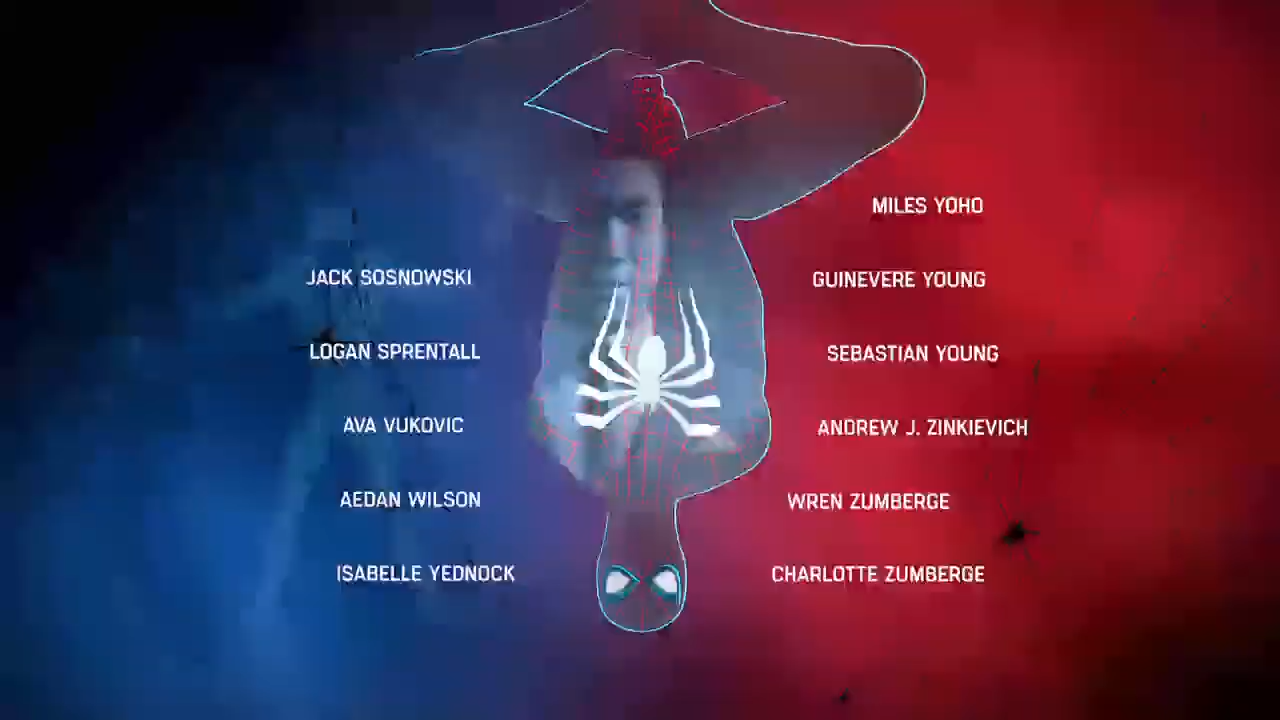 JACK SOSNOWSKI
LOGAN SPRENTALL
AVA VUKOVIC
AEDAN WILSON
ISABELLE YEDNOCK
MILES YOHO
GUINEVERE YOUNG
SEBASTIAN YOUNG
ANDREW J. ZINKIEVICH
WREN ZUMBERGE
CHARLOTTE ZUMBERGE